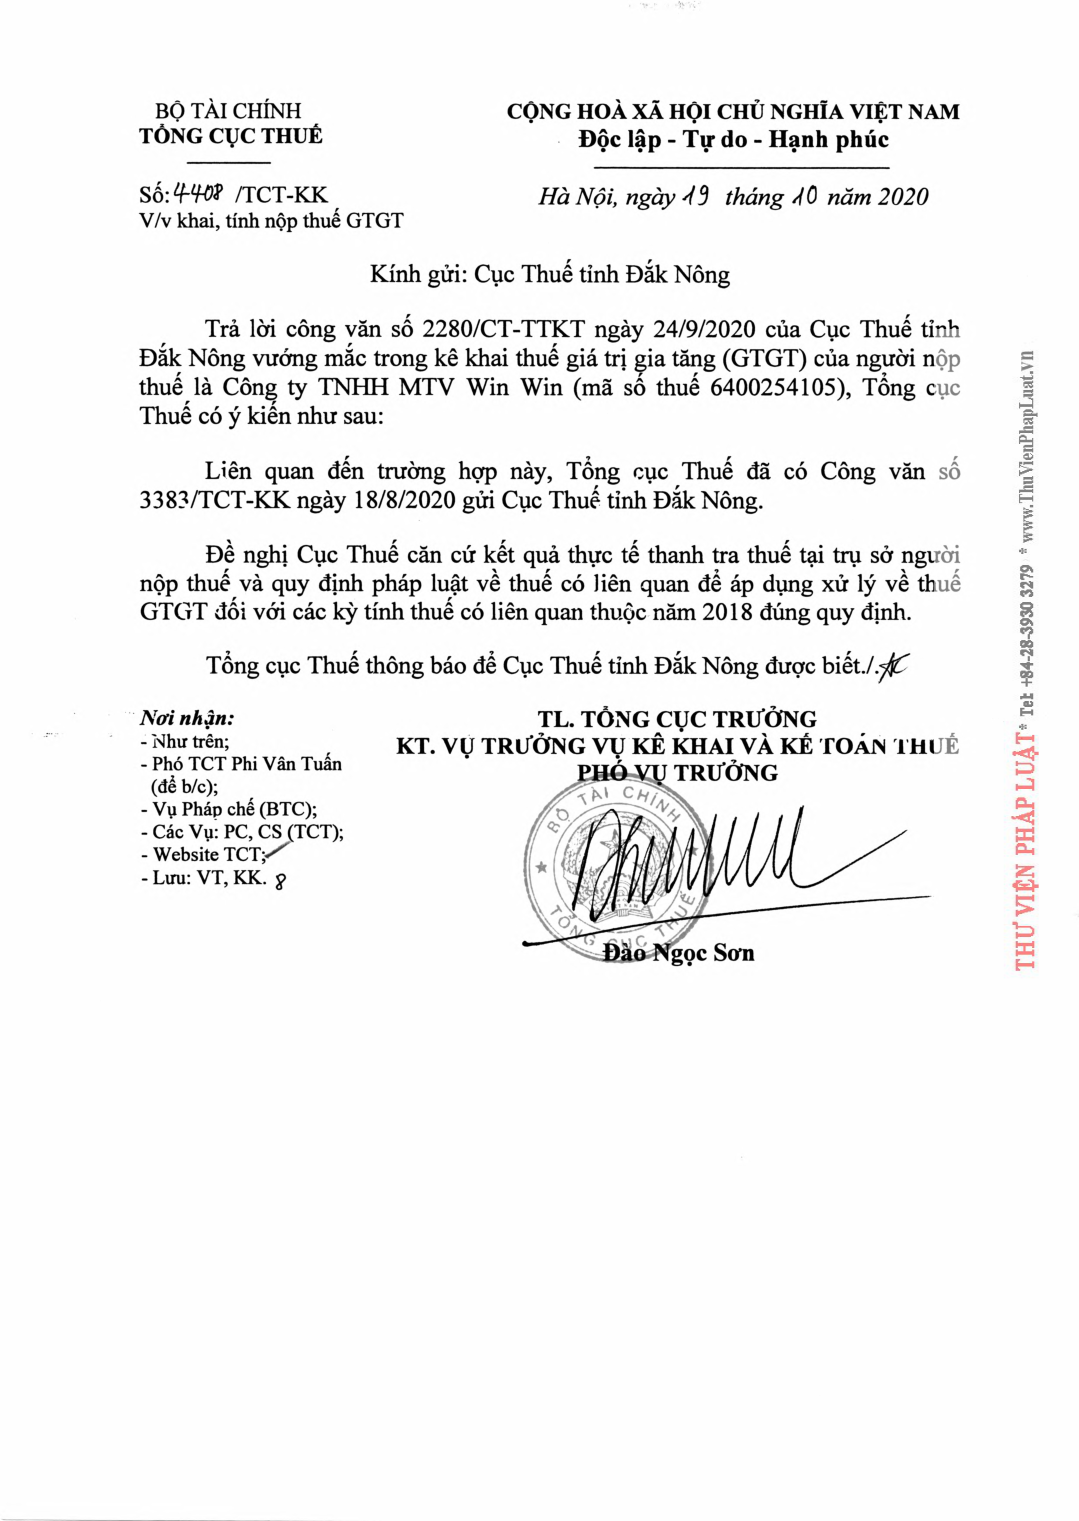 BỘ TÀI CHÍNH
TỔNG CỤC THUẾ
CỘNG HOÀ XÃ HỘI CHỦ NGHĨA VIỆT NAM
Độc lập - Tự do - Hạnh phúc
Số: 4408 /TCT-KK
V/v khai, tính nộp thuế GTGT
Hà Nội, ngày 19 tháng 10 năm 2020
Kính gửi: Cục Thuế tỉnh Đắk Nông
Trả lời công văn số 2280/CT-TTKT ngày 24/9/2020 của Cục Thuế tỉnh
Đắk Nông vướng mắc trong kê khai thuế giá trị gia tăng (GTGT) của người nộp
thuế là Công ty TNHH MTV Win Win (mã số thuế 6400254105), Tổng cục
Thuế có ý kiến như sau:
Liên quan đến trường hợp này, Tổng cục Thuế đã có Công văn số
3383/TCT-KK ngày 18/8/2020 gửi Cục Thuế tỉnh Đắk Nông.
Đề nghị Cục Thuế căn cứ kết quả thực tế thanh tra thuế tại trụ sở người
nộp thuế và quy định pháp luật về thuế có liên quan để áp dụng xử lý về thuế
GTGT đối với các kỳ tính thuế có liên quan thuộc năm 2018 đúng quy định.
Tổng cục Thuế thông báo để Cục Thuế tỉnh Đắk Nông được biết./.
Nơi nhận:
- Như trên;
- Phó TCT Phi Vân Tuấn
(để b/c);
- Vụ Pháp chế (BTC);
- Các Vụ: PC, CS (TCT);
- Website TCT;
- Lưu: VT, KK. 8
TL. TỔNG CỤC TRƯỞNG
KT. VỤ TRƯỞNG VỤ KÊ KHAI VÀ KẾ TOÁN THUẾ
PHÓ VỤ TRƯỞNG
BỘ TÀI CHÍNH
TỔNG CỤC THUẾ
Đào Ngọc Sơn
THƯ VIỆN PHÁP LUẬT * Tel: +84-28-3930 3279 * www.ThuVienPhapLuat.vn